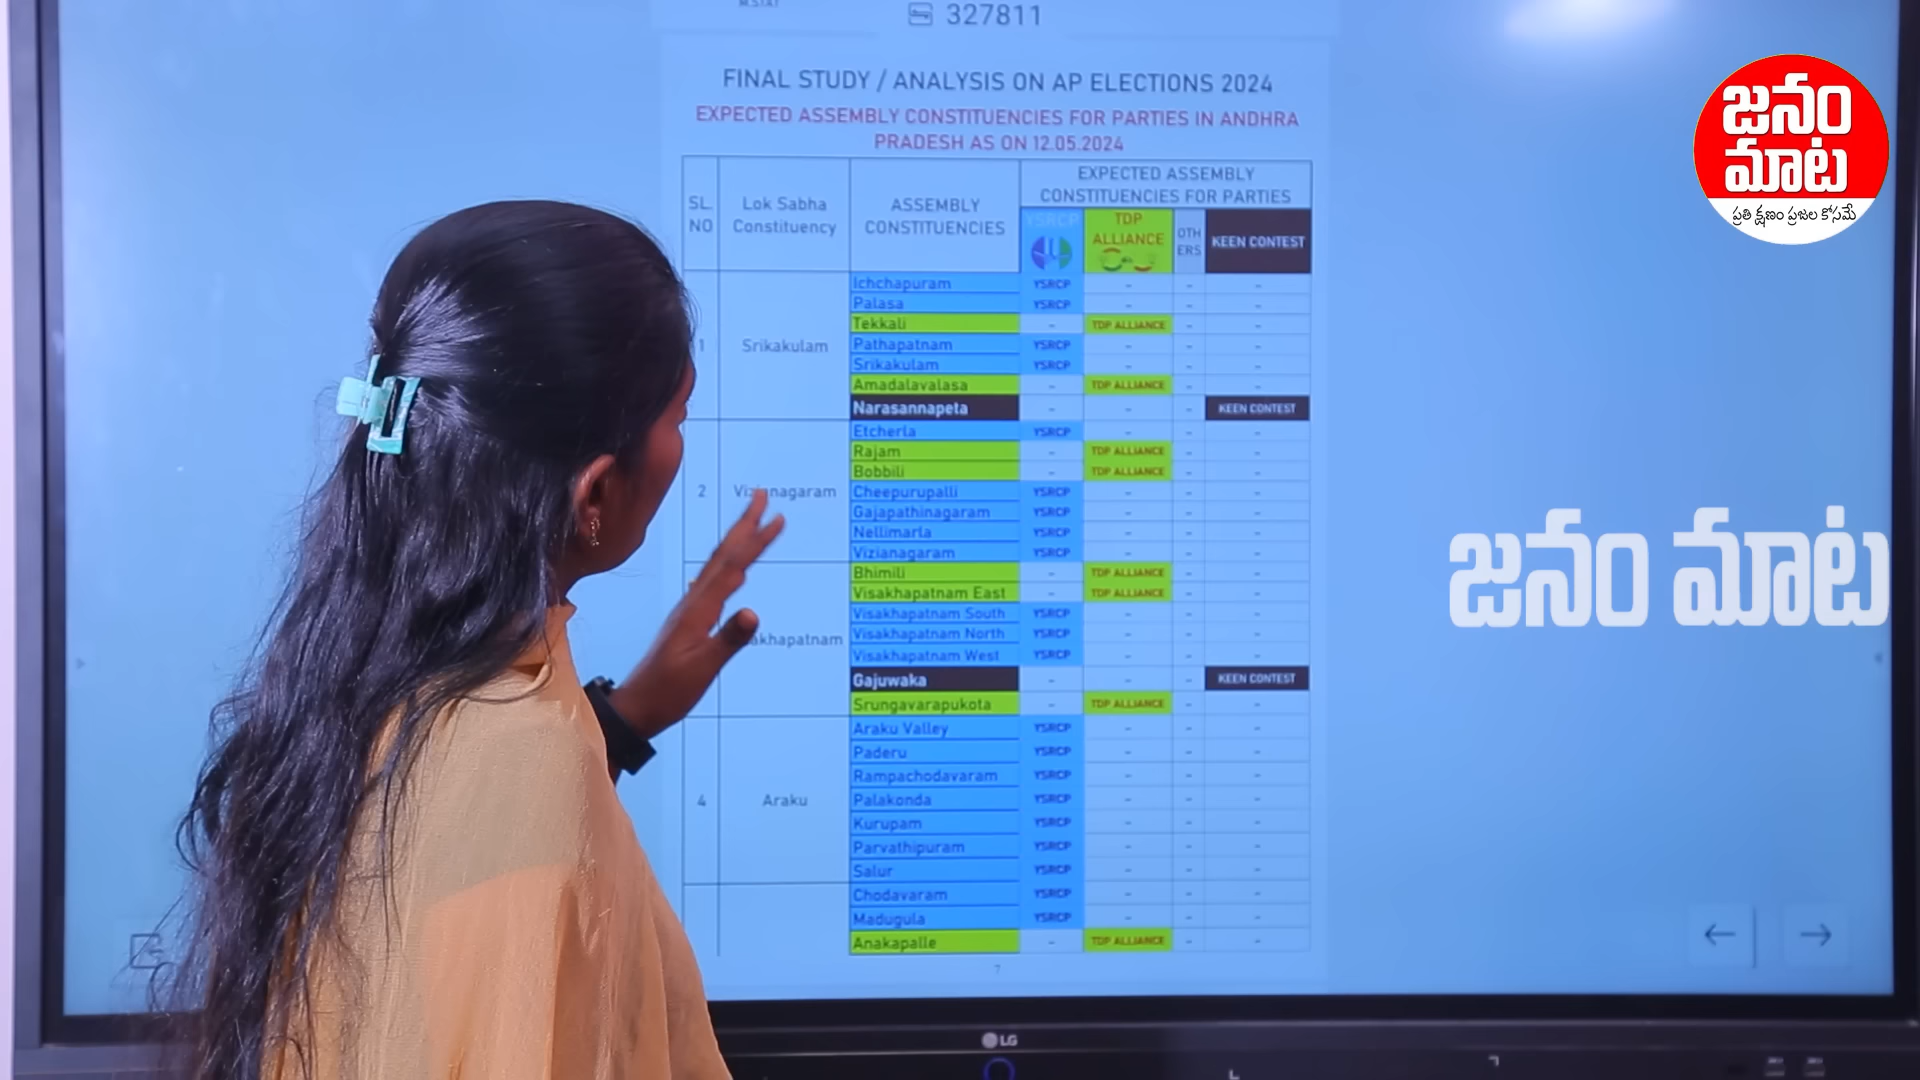 327811
FINAL STUDY / ANALYSIS ON AP ELECTIONS 2024
EXPECTED ASSEMBLY CONSTITUENCIES FOR PARTIES IN ANDHRA
PRADESH AS ON 12.05.2024
SL. NO Lok Sabha Constituency ASSEMBLY CONSTITUENCIES EXPECTED ASSEMBLY CONSTITUENCIES FOR PARTIES
YSRCP TDP ALLIANCE OTH ERS KEEN CONTEST
Ichchapuram YSRCP - - -
Palasa YSRCP - - -
Tekkali - TDP ALLIANCE - -
1 Srikakulam Pathapatnam YSRCP - - -
Srikakulam YSRCP - - -
Amadalavalasa - TDP ALLIANCE - -
Narasannapeta - - - KEEN CONTEST
Etcherla YSRCP - - -
Rajam - TDP ALLIANCE - -
Bobbili - TDP ALLIANCE - -
2 Vizianagaram Cheepurupalli YSRCP - - -
Gajapathinagaram YSRCP - - -
Nellimarla YSRCP - - -
Vizianagaram YSRCP - - -
Bhimili - TDP ALLIANCE - -
Visakhapatnam East - TDP ALLIANCE - -
Visakhapatnam South YSRCP - - -
akhapatnam Visakhapatnam North YSRCP - - -
Visakhapatnam West YSRCP - - -
Gajuwaka - - - KEEN CONTEST
Srungavarapukota - TDP ALLIANCE - -
Araku Valley YSRCP - - -
Paderu YSRCP - - -
Rampachodavaram YSRCP - - -
4 Araku Palakonda YSRCP - - -
Kurupam YSRCP - - -
Parvathipuram YSRCP - - -
Salur YSRCP - - -
Chodavaram YSRCP - - -
Madugula YSRCP - - -
Anakapalle - TDP ALLIANCE - -
7
LG
జనం
మాట
ప్రతి క్షణం ప్రజల కోసమే
జనం మాట